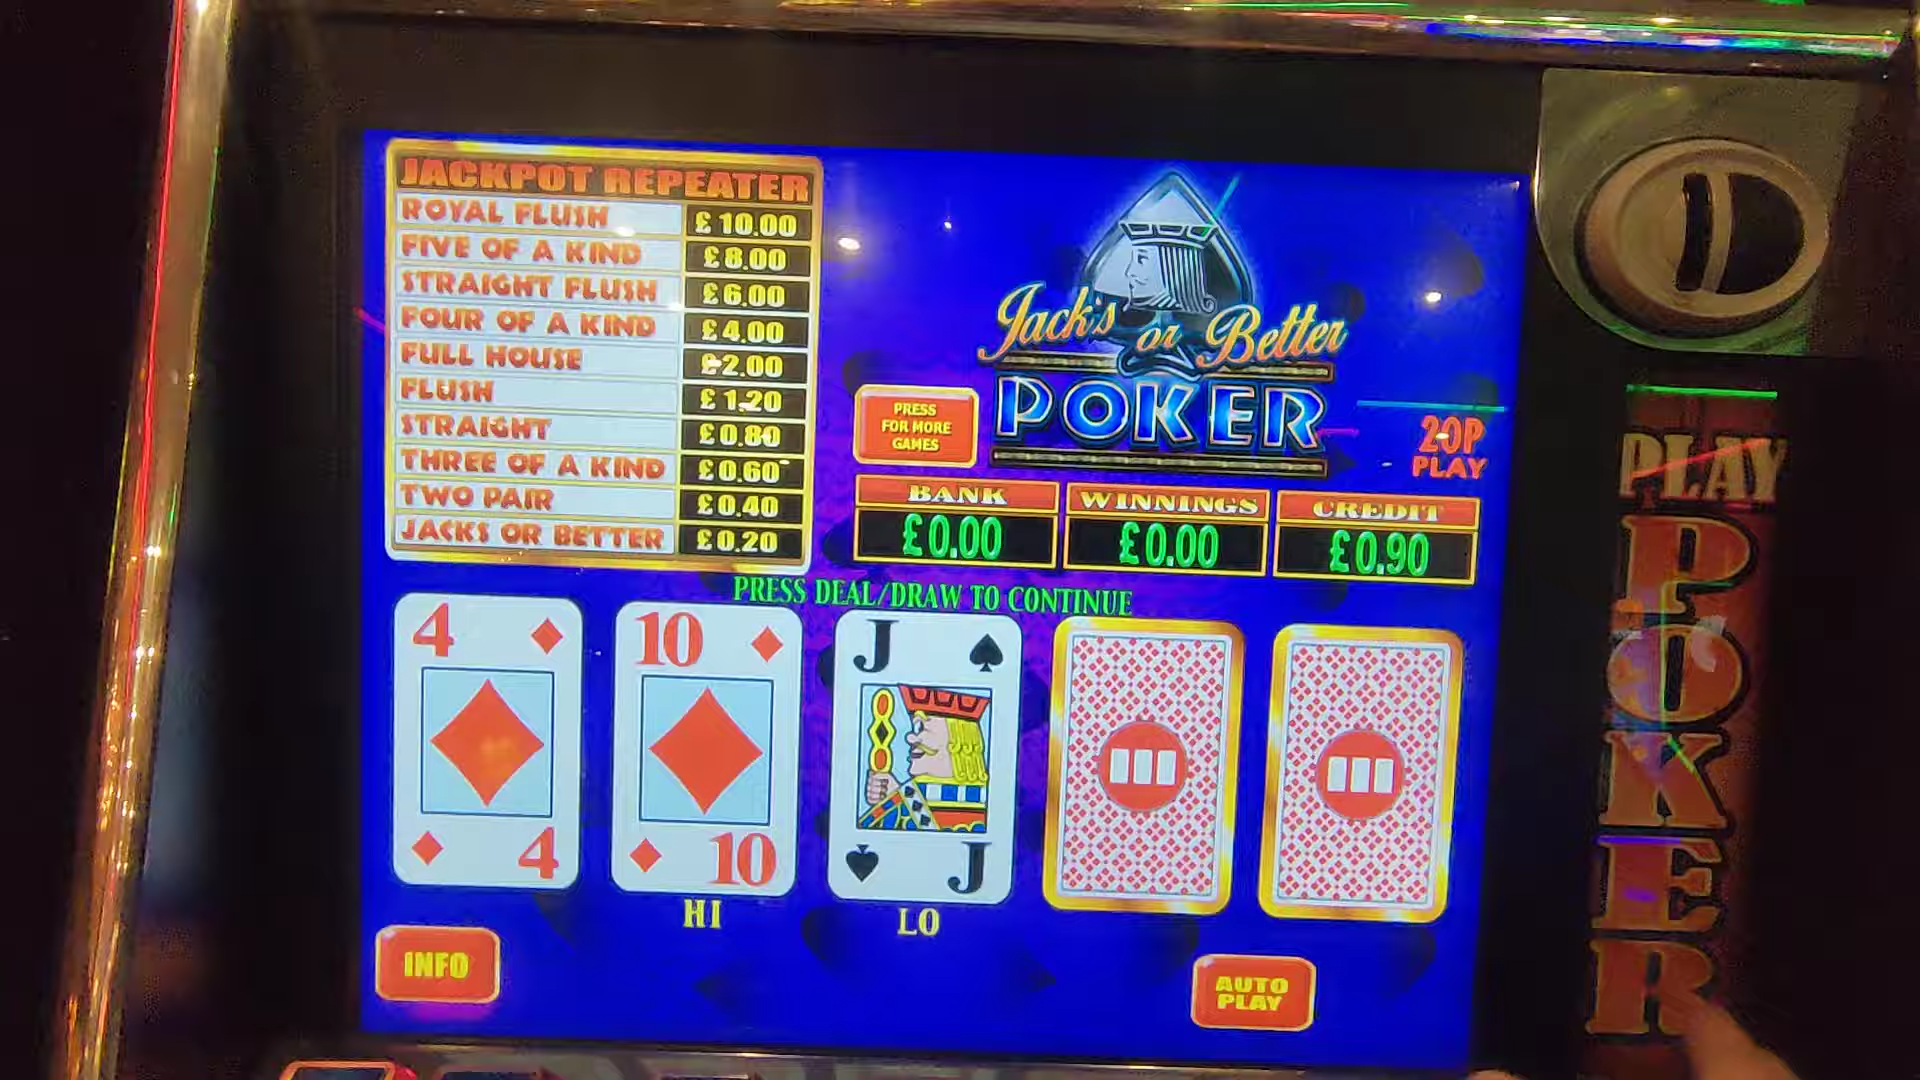 JACKPOT REPEATER
ROYAL FLUSH £10.00
FIVE OF A KIND £8.00
STRAIGHT FLUSH £6.00
FOUR OF A KIND £4.00
FULL HOUSE £2.00
FLUSH £1.20
STRAIGHT £0.80
THREE OF A KIND £0.60
TWO PAIR £0.40
JACKS OR BETTER £0.20
Jack's or Better
POKER
PRESS
FOR MORE
GAMES
20P
PLAY
BANK WINNINGS CREDIT
£0.00 £0.00 £0.90
PRESS DEAL/DRAW TO CONTINUE
4 10 J
4 10 J
HI LO
INFO
AUTO
PLAY
PLAY
POKER